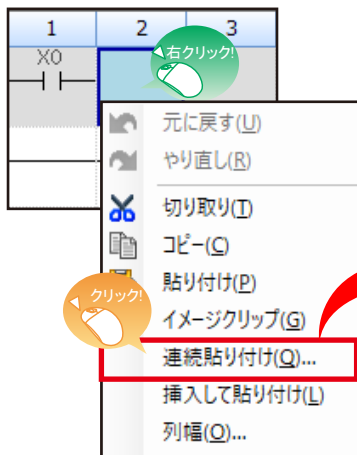 1 2 3
X0
右クリック!
元に戻す(U)
やり直し(R)
切り取り(T)
コピー(C)
貼り付け(P)
クリック!
イメージクリップ(G)
連続貼り付け(Q)...
挿入して貼り付け(L)
列幅(O)...